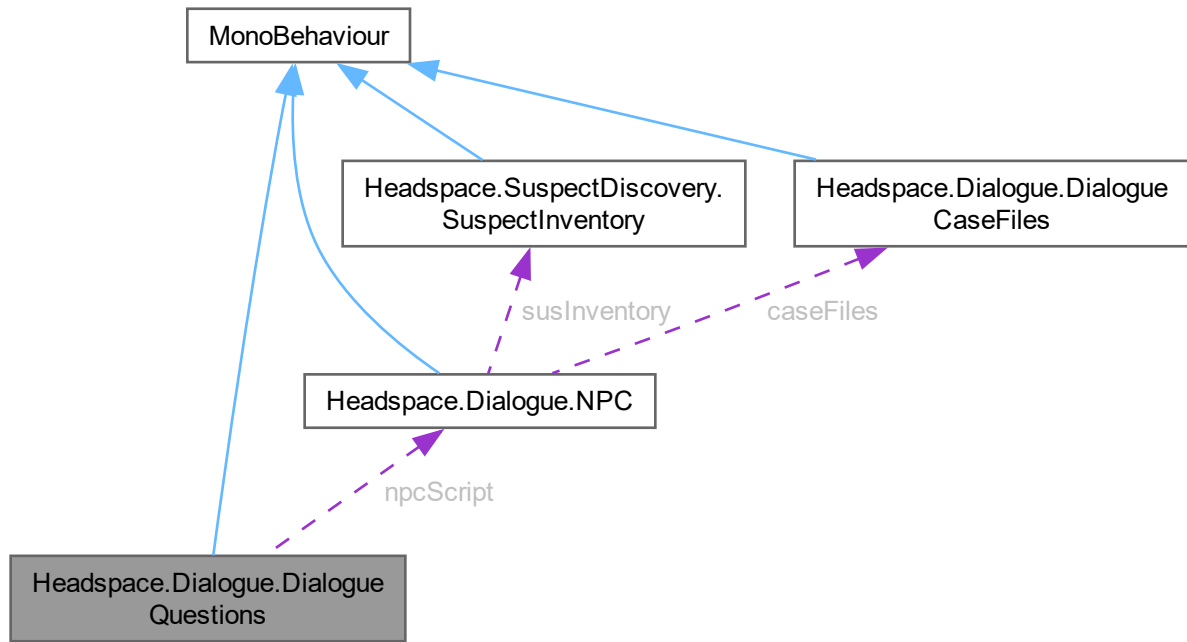 MonoBehaviour
Headspace.SuspectDiscovery.
SuspectInventory
Headspace.Dialogue.Dialogue
CaseFiles
susInventory
caseFiles
Headspace.Dialogue.NPC
npcScript
Headspace.Dialogue.Dialogue
Questions